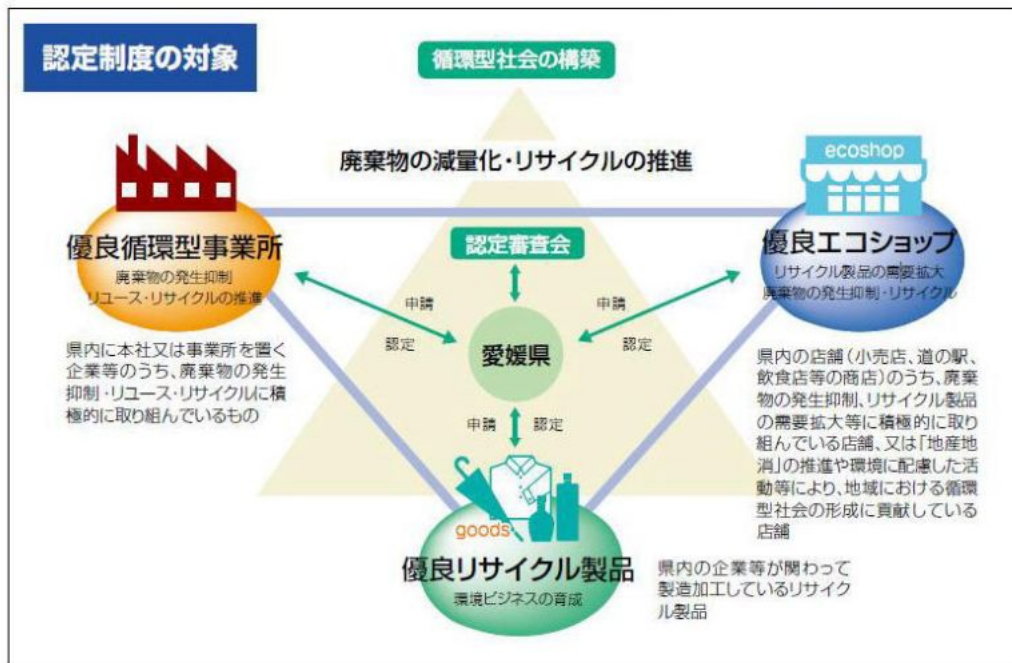 認定制度の対象
循環型社会の構築
廃棄物の減量化・リサイクルの推進
ecoshop
優良循環型事業所
廃棄物の発生抑制
リユース・リサイクルの推進
認定審査会
優良エコショップ
リサイクル製品の需要拡大
廃棄物の発生抑制・リサイクル
申請
認定
申請
認定
愛媛県
県内に本社又は事業所を置く
企業等のうち、廃棄物の発生
抑制・リユース・リサイクルに積
極的に取り組んでいるもの
県内の店舗(小売店、道の駅、
飲食店等の商店)のうち、廃棄
物の発生抑制、リサイクル製品
の需要拡大等に積極的に取り
組んでいる店舗、又は「地産地
消」の推進や環境に配慮した活
動等により、地域における循環
型社会の形成に貢献している
店舗
申請 認定
goods
優良リサイクル製品
環境ビジネスの育成
県内の企業等が関わって
製造加工しているリサイク
ル製品